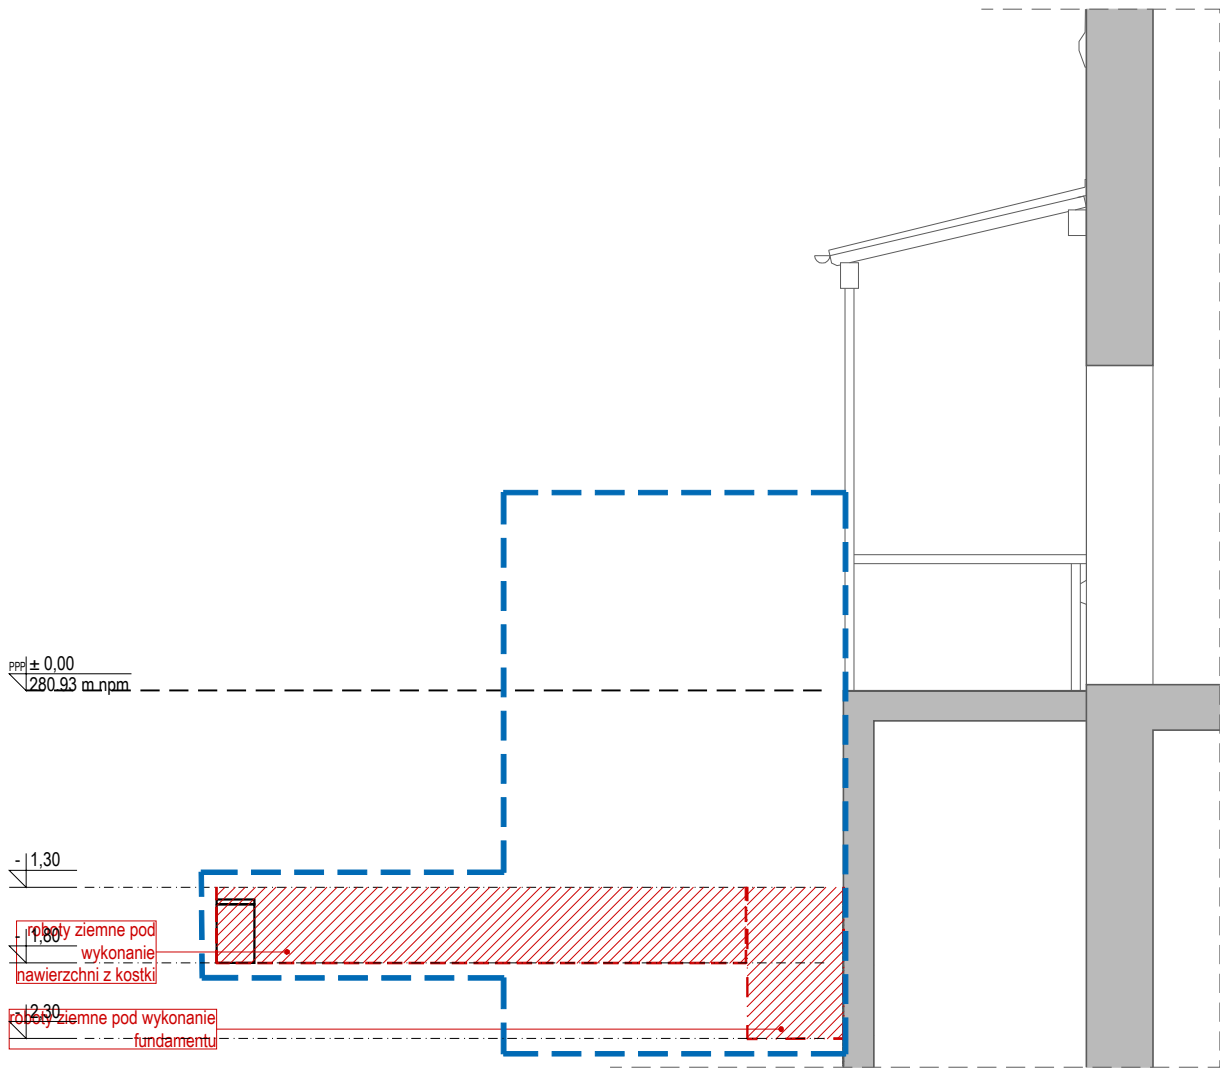 PPP ± 0,00
280.93 m npm
- 1,30
roboty ziemne pod
- 1,80
wykonanie
nawierzchni z kostki
- 2,30
roboty ziemne pod wykonanie
fundamentu